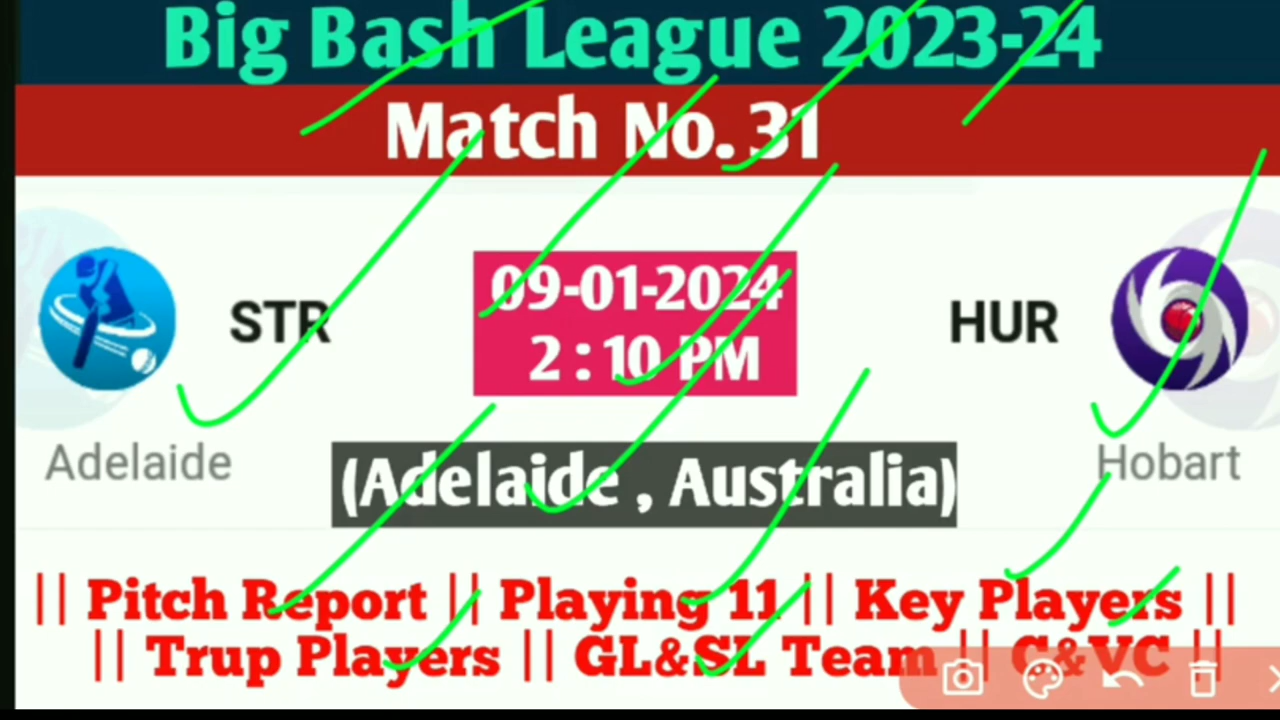 Big Bash League 2023-24
Match No. 31
STR
09-01-2024
2 : 10 PM
HUR
Adelaide
Hobart
(Adelaide , Australia)
|| Pitch Report || Playing 11 || Key Players ||
|| Trup Players || GL&SL Team || C&VC ||